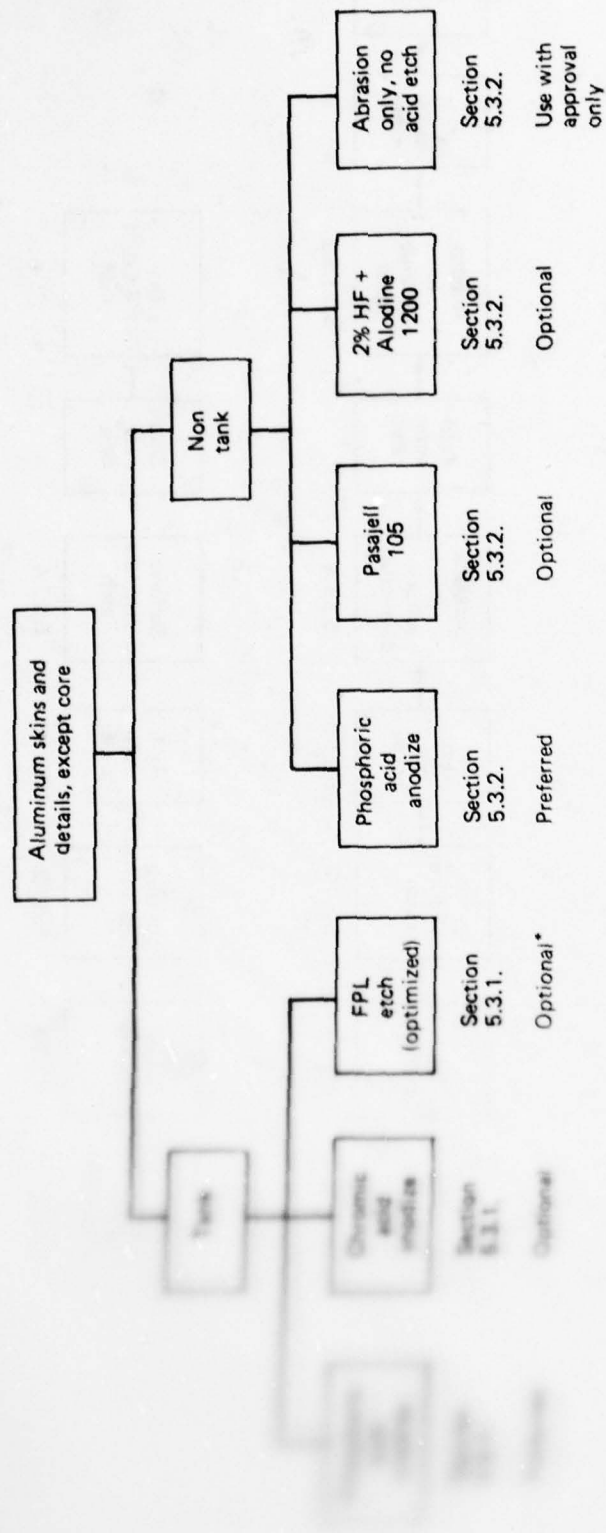 Aluminum skins and
details, except core
Tank
Non
tank
Chromic
acid
anodize
Section
5.3.1.
Optional
FPL
etch
(optimized)
Section
5.3.1.
Optional*
Phosphoric
acid
anodize
Section
5.3.2.
Preferred
Pasajell
105
Section
5.3.2.
Optional
2% HF +
Alodine
1200
Section
5.3.2.
Optional
Abrasion
only, no
acid etch
Section
5.3.2.
Use with
approval
only